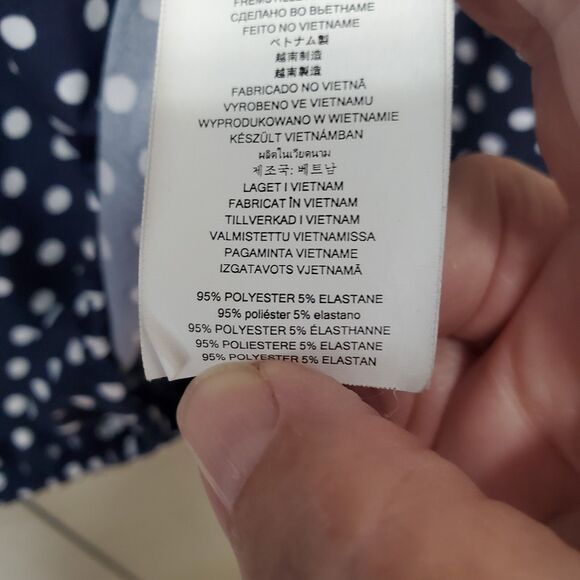 СДЕЛАНО ВО ВЬЕТНАМЕ
FEITO NO VIETNAM
ベトナム製
越南制造
越南製造
FABRICADO NO VIETNÃ
VYROBENO VE VIETNAMU
WYPRODUKOWANO W WIETNAMIE
KÉSZÜLT VIETNÁMBAN
ผลิตในเวียดนาม
제조국: 베트남
LAGET I VIETNAM
FABRICAT ÎN VIETNAM
TILLVERKAD I VIETNAM
VALMISTETTU VIETNAMISSA
PAGAMINTA VIETNAME
IZGATAVOTS VJETNAMĀ
95% POLYESTER 5% ELASTANE
95% poliéster 5% elastano
95% POLYESTER 5% ÉLASTHANNE
95% POLIESTERE 5% ELASTANE
95% POLYESTER 5% ELASTAN